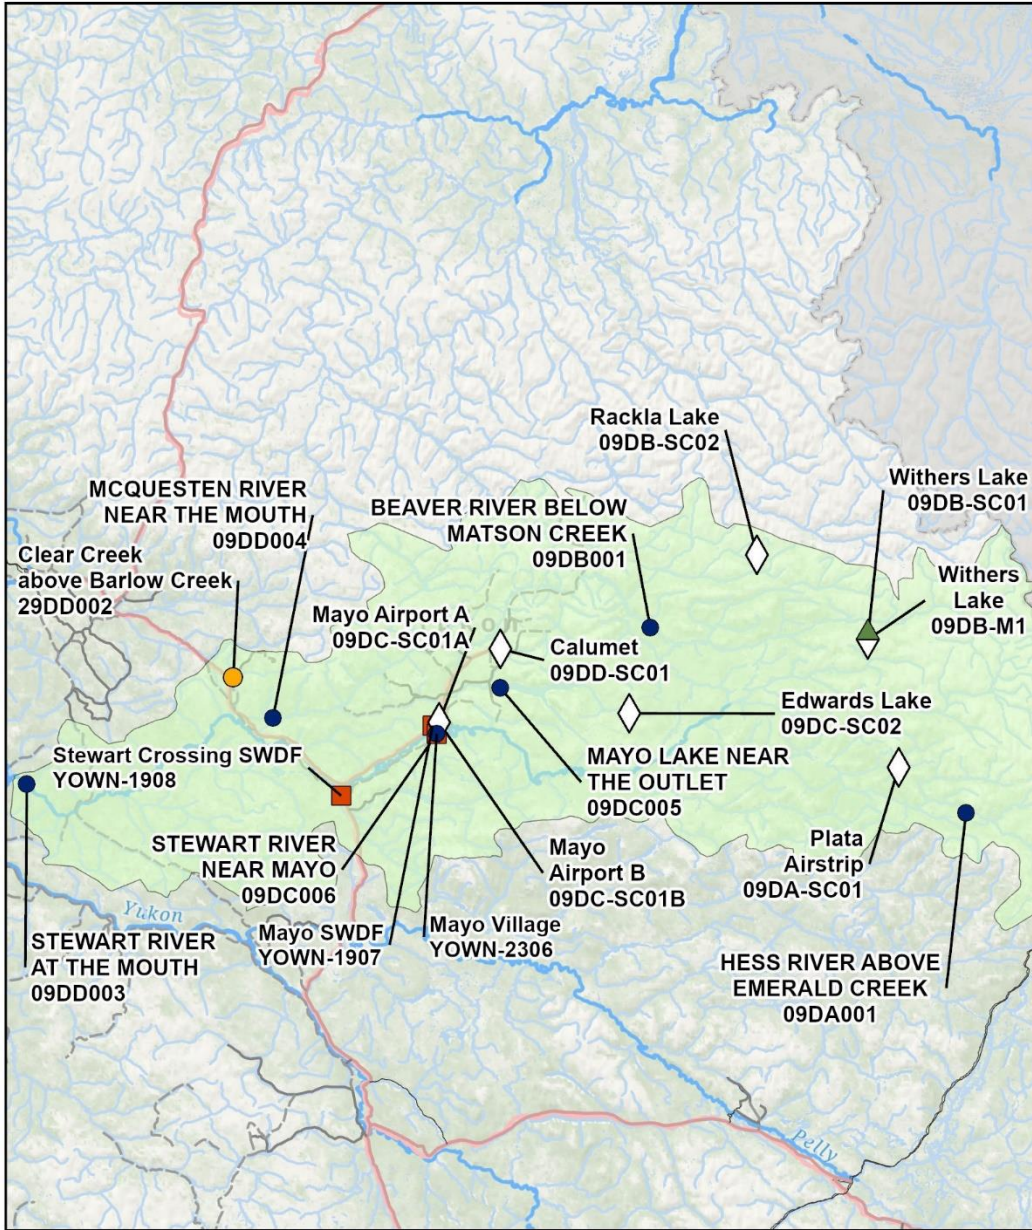 Rackla Lake
09DB-SC02
Withers Lake
09DB-SC01
MCQUESTEN RIVER
NEAR THE MOUTH
09DD004
BEAVER RIVER BELOW
MATSON CREEK
09DB001
Clear Creek
above Barlow Creek
29DD002
Withers
Lake
09DB-M1
Mayo Airport A
09DC-SC01A
Calumet
09DD-SC01
Edwards Lake
09DC-SC02
Stewart Crossing SWDF
YOWN-1908
MAYO LAKE NEAR
THE OUTLET
09DC005
STEWART RIVER
NEAR MAYO
09DC006
Mayo
Airport B
09DC-SC01B
Plata
Airstrip
09DA-SC01
Yukon
STEWART RIVER
AT THE MOUTH
09DD003
Mayo SWDF
YOWN-1907
Mayo Village
YOWN-2306
HESS RIVER ABOVE
EMERALD CREEK
09DA001
Pelly